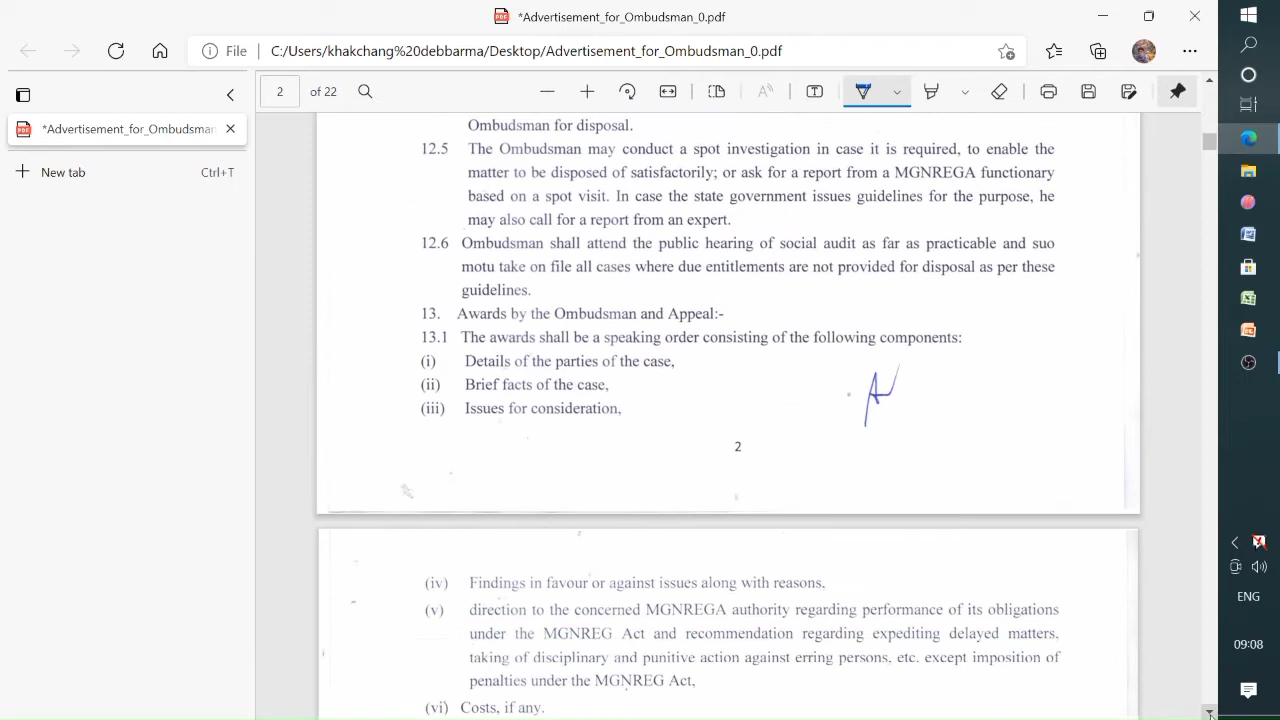 *Advertisement_for_Ombudsman_0.pdf
File
C:/Users/khakchang%20debbarma/Desktop/Advertisement_for_Ombudsman_0.pdf
2 of 22
*Advertisement_for_Ombudsman
New tab Ctrl+T
Ombudsman for disposal.
12.5 The Ombudsman may conduct a spot investigation in case it is required, to enable the
matter to be disposed of satisfactorily; or ask for a report from a MGNREGA functionary
based on a spot visit. In case the state government issues guidelines for the purpose, he
may also call for a report from an expert.
12.6 Ombudsman shall attend the public hearing of social audit as far as practicable and suo
motu take on file all cases where due entitlements are not provided for disposal as per these
guidelines.
13. Awards by the Ombudsman and Appeal:-
13.1 The awards shall be a speaking order consisting of the following components:
(i) Details of the parties of the case,
(ii) Brief facts of the case,
(iii) Issues for consideration,
2
(iv) Findings in favour or against issues along with reasons,
(v) direction to the concerned MGNREGA authority regarding performance of its obligations
under the MGNREG Act and recommendation regarding expediting delayed matters,
taking of disciplinary and punitive action against erring persons, etc. except imposition of
penalties under the MGNREG Act,
(vi) Costs, if any.
ENG
09:08